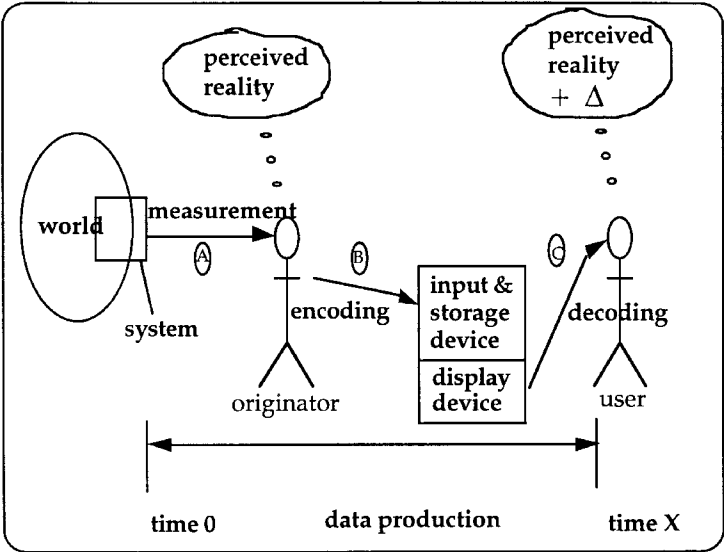 perceived
reality
perceived
reality
+ Δ
world
measurement
A
system
originator
B
encoding
input &
storage
device
display
device
C
decoding
user
time 0
data production
time X